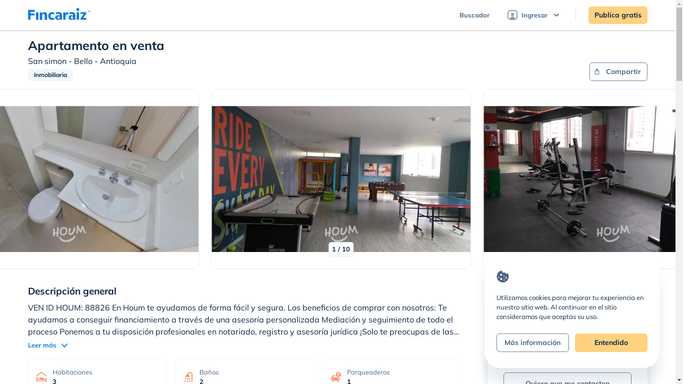 Fincaraiz
Buscador
Ingresar
Publica gratis
Apartamento en venta
San simon - Bello - Antioquia
Inmobiliaria
Compartir
RIDE
EVERY
HOUM
HOUM
HOUM
1 / 10
Descripción general
VEN ID HOUM: 88826 En Houm te ayudamos de forma fácil y segura. Los beneficios de comprar con nosotros: Te
ayudamos a conseguir financiamiento a través de una asesoría personalizada Mediación y seguimiento de todo el
proceso Ponemos a tu disposición profesionales en notariado, registro y asesoría jurídica ¡Solo te preocupas de las...
Leer más
Habitaciones
3
Baños
2
Parqueaderos
1
Utilizamos cookies para mejorar tu experiencia en
nuestro sitio web. Al continuar en el sitio
consideramos que aceptas su uso.
Más información
Entendido
Quiero que me contacten